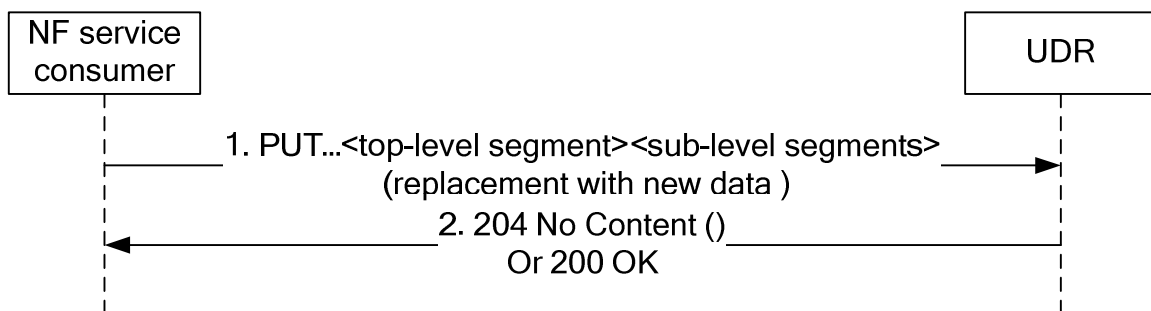 NF service
consumer
UDR
1. PUT...<top-level segment><sub-level segments>
(replacement with new data )
2. 204 No Content ()
Or 200 OK